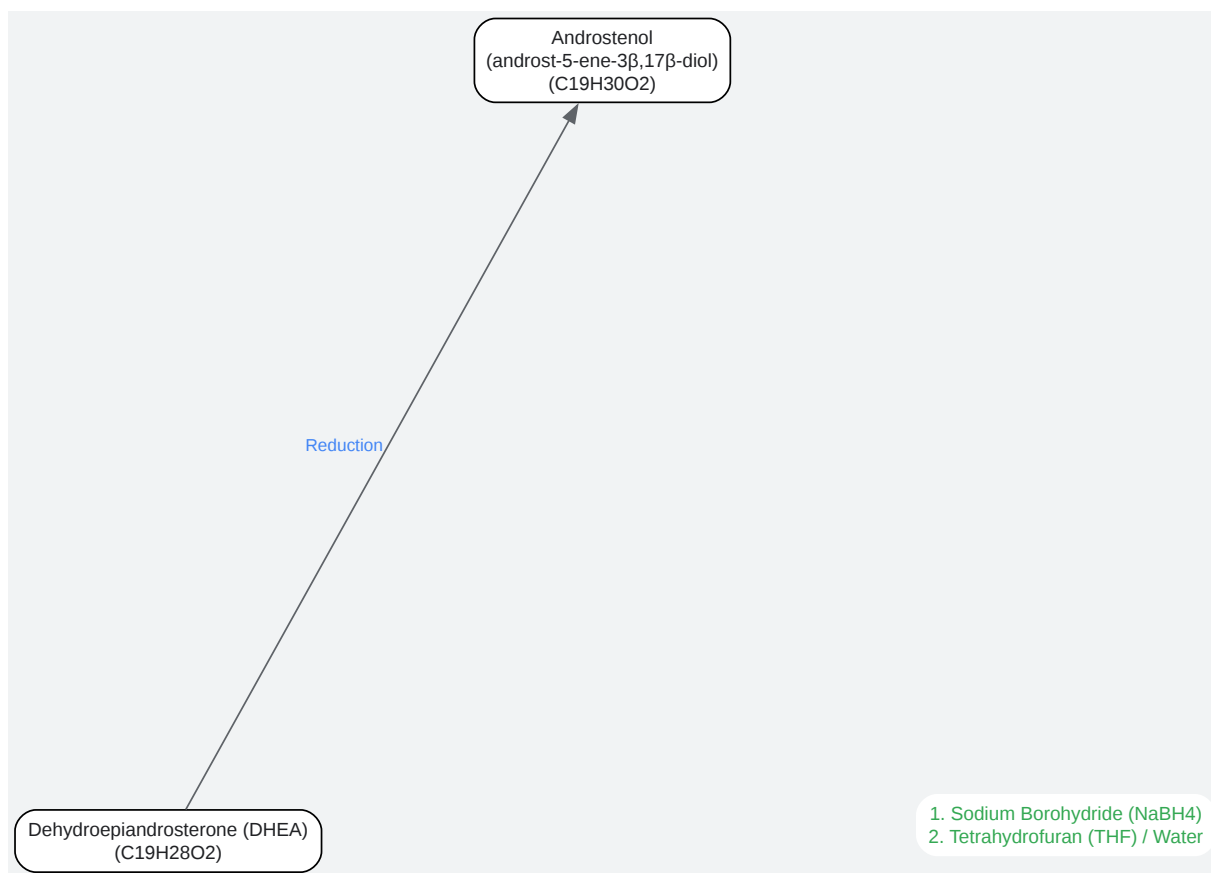 Androstenol
(androst-5-ene-3β,17β-diol)
(C19H30O2)
Reduction
Dehydroepiandrosterone (DHEA)
(C19H28O2)
1. Sodium Borohydride (NaBH4)
2. Tetrahydrofuran (THF) / Water